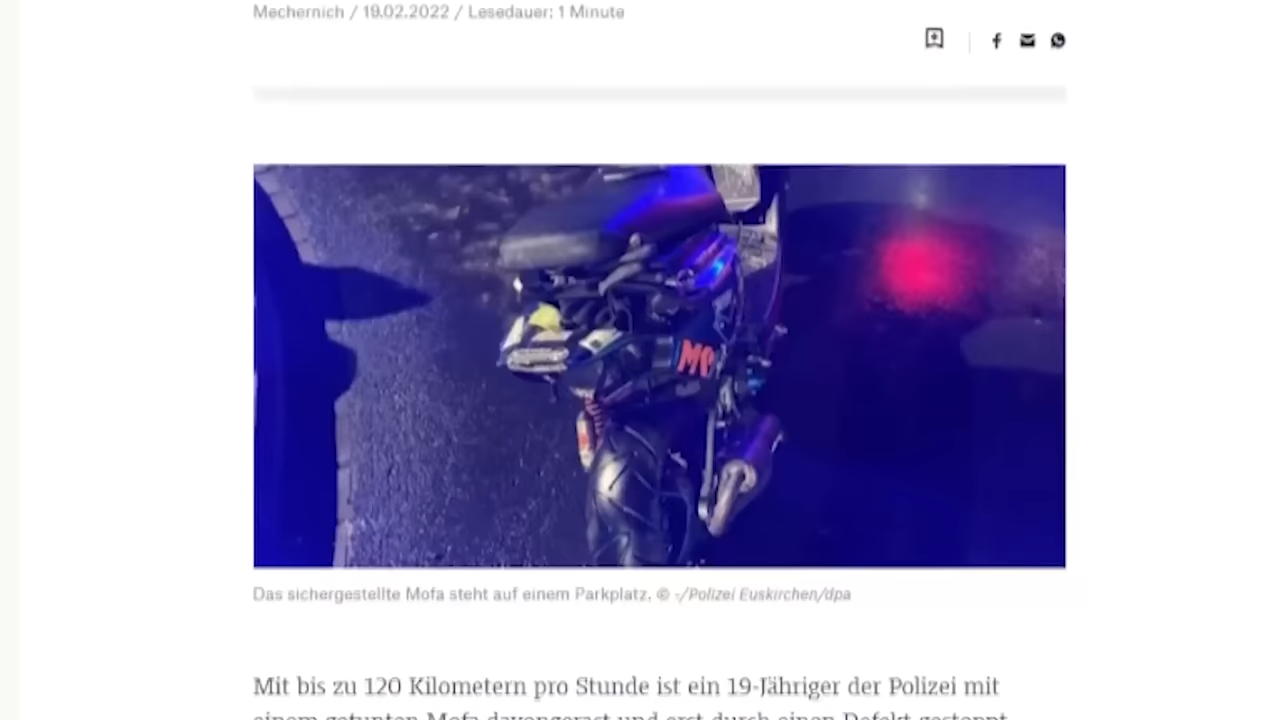 Mechernich / 19.02.2022 / Lesedauer: 1 Minute
MO
Das sichergestellte Mofa steht auf einem Parkplatz. © -/Polizei Euskirchen/dpa
Mit bis zu 120 Kilometern pro Stunde ist ein 19-Jähriger der Polizei mit
einem getunten Mofa davongerast und erst durch einen Defekt gestoppt